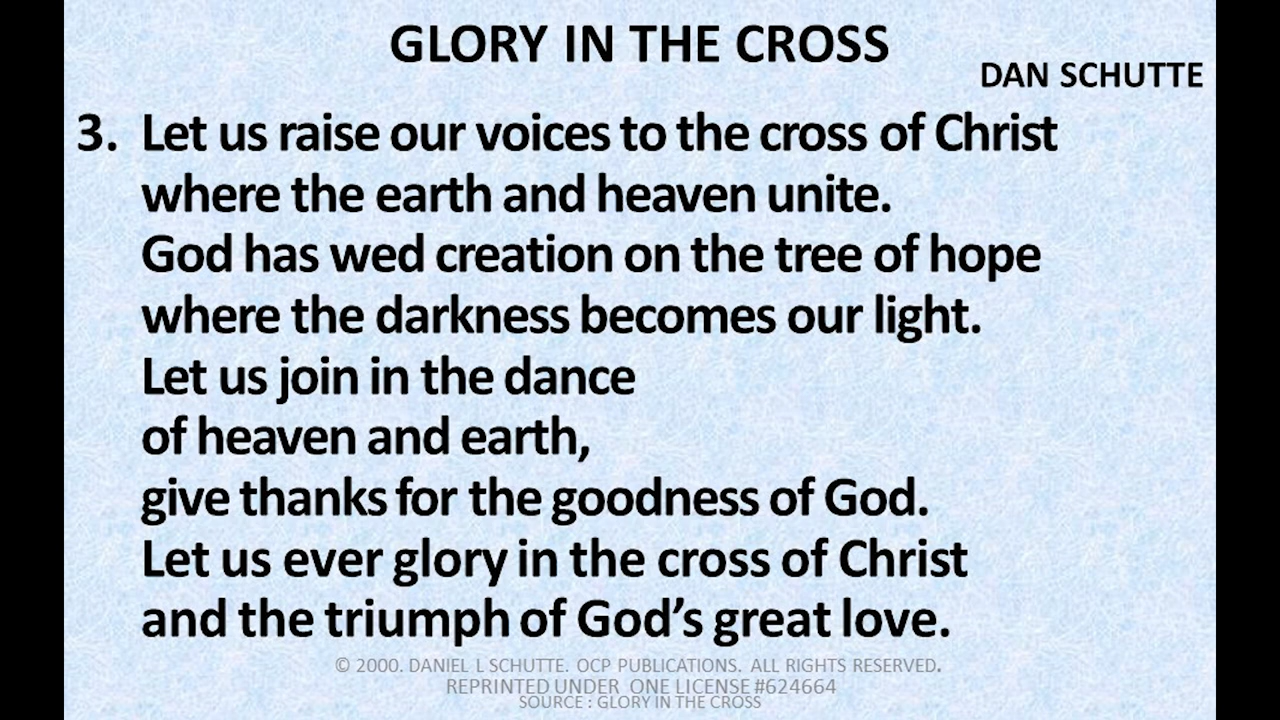 GLORY IN THE CROSS
DAN SCHUTTE
3. Let us raise our voices to the cross of Christ
where the earth and heaven unite.
God has wed creation on the tree of hope
where the darkness becomes our light.
Let us join in the dance
of heaven and earth,
give thanks for the goodness of God.
Let us ever glory in the cross of Christ
and the triumph of God’s great love.
© 2000. DANIEL L SCHUTTE. OCP PUBLICATIONS. ALL RIGHTS RESERVED.
REPRINTED UNDER ONE LICENSE #624664
SOURCE : GLORY IN THE CROSS